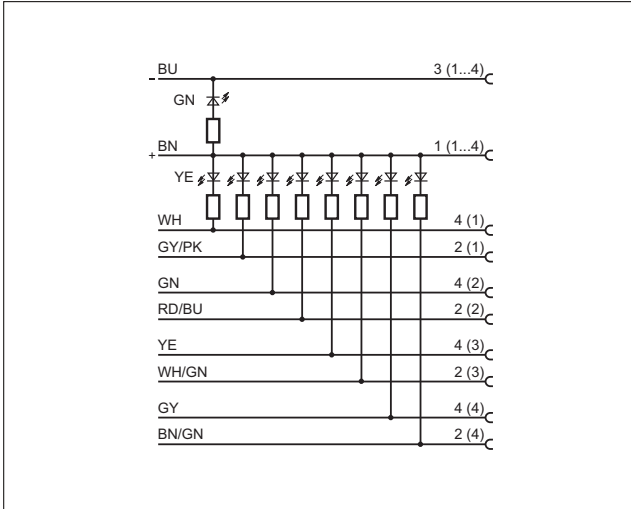 - BU 3 (1...4)
GN
+ BN 1 (1...4)
YE
WH 4 (1)
GY/PK 2 (1)
GN 4 (2)
RD/BU 2 (2)
YE 4 (3)
WH/GN 2 (3)
GY 4 (4)
BN/GN 2 (4)